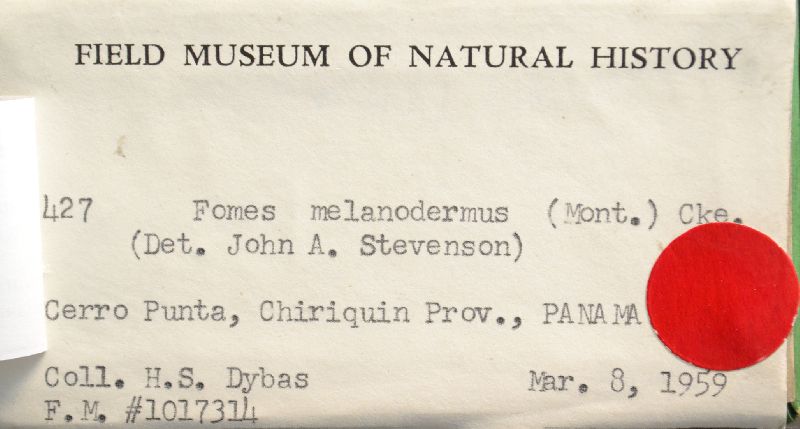 FIELD MUSEUM OF NATURAL HISTORY
427 Fomes melanodermus (Mont.) Cke.
(Det. John A. Stevenson)
Cerro Punta, Chiriquin Prov., PANAMA
Coll. H.S. Dybas Mar. 8, 1959
F.M. #1017314